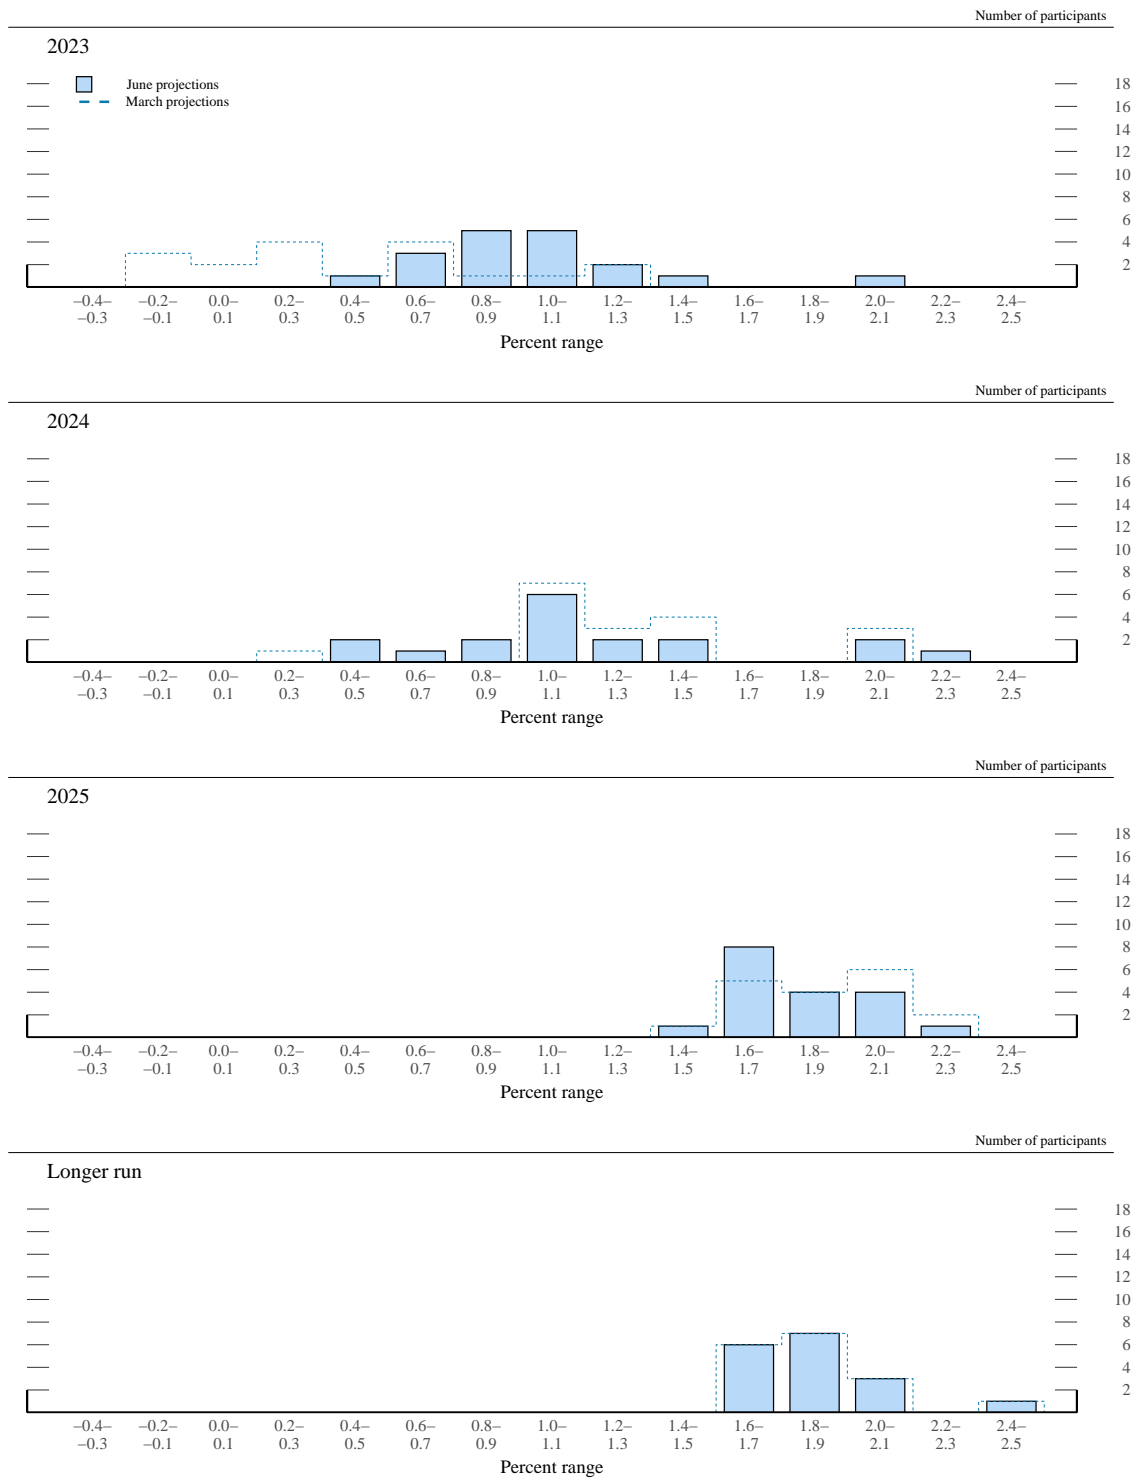 Number of participants
2023
June projections
March projections
18
16
14
12
10
8
6
4
2
–0.4– –0.2– 0.0– 0.2– 0.4– 0.6– 0.8– 1.0– 1.2– 1.4– 1.6– 1.8– 2.0– 2.2– 2.4–
–0.3 –0.1 0.1 0.3 0.5 0.7 0.9 1.1 1.3 1.5 1.7 1.9 2.1 2.3 2.5
Percent range
Number of participants
2024
18
16
14
12
10
8
6
4
2
–0.4– –0.2– 0.0– 0.2– 0.4– 0.6– 0.8– 1.0– 1.2– 1.4– 1.6– 1.8– 2.0– 2.2– 2.4–
–0.3 –0.1 0.1 0.3 0.5 0.7 0.9 1.1 1.3 1.5 1.7 1.9 2.1 2.3 2.5
Percent range
Number of participants
2025
18
16
14
12
10
8
6
4
2
–0.4– –0.2– 0.0– 0.2– 0.4– 0.6– 0.8– 1.0– 1.2– 1.4– 1.6– 1.8– 2.0– 2.2– 2.4–
–0.3 –0.1 0.1 0.3 0.5 0.7 0.9 1.1 1.3 1.5 1.7 1.9 2.1 2.3 2.5
Percent range
Number of participants
Longer run
18
16
14
12
10
8
6
4
2
–0.4– –0.2– 0.0– 0.2– 0.4– 0.6– 0.8– 1.0– 1.2– 1.4– 1.6– 1.8– 2.0– 2.2– 2.4–
–0.3 –0.1 0.1 0.3 0.5 0.7 0.9 1.1 1.3 1.5 1.7 1.9 2.1 2.3 2.5
Percent range